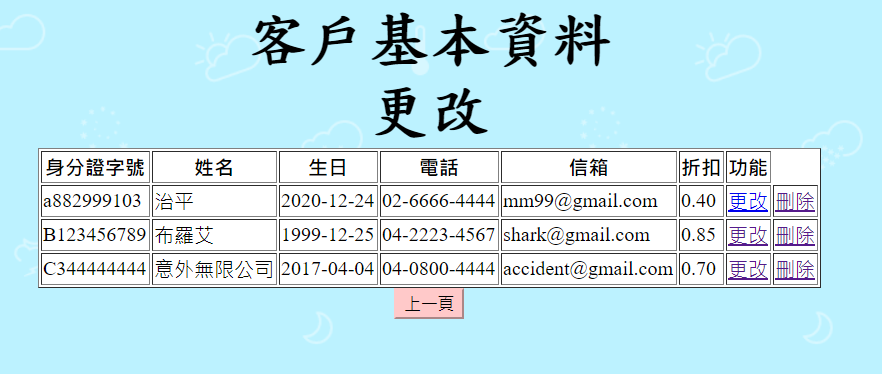 客戶基本資料
更改
身分證字號 姓名 生日 電話 信箱 折扣 功能
a882999103 治平 2020-12-24 02-6666-4444 mm99@gmail.com 0.40 更改 刪除
B123456789 布羅艾 1999-12-25 04-2223-4567 shark@gmail.com 0.85 更改 刪除
C344444444 意外無限公司 2017-04-04 04-0800-4444 accident@gmail.com 0.70 更改 刪除
上一頁